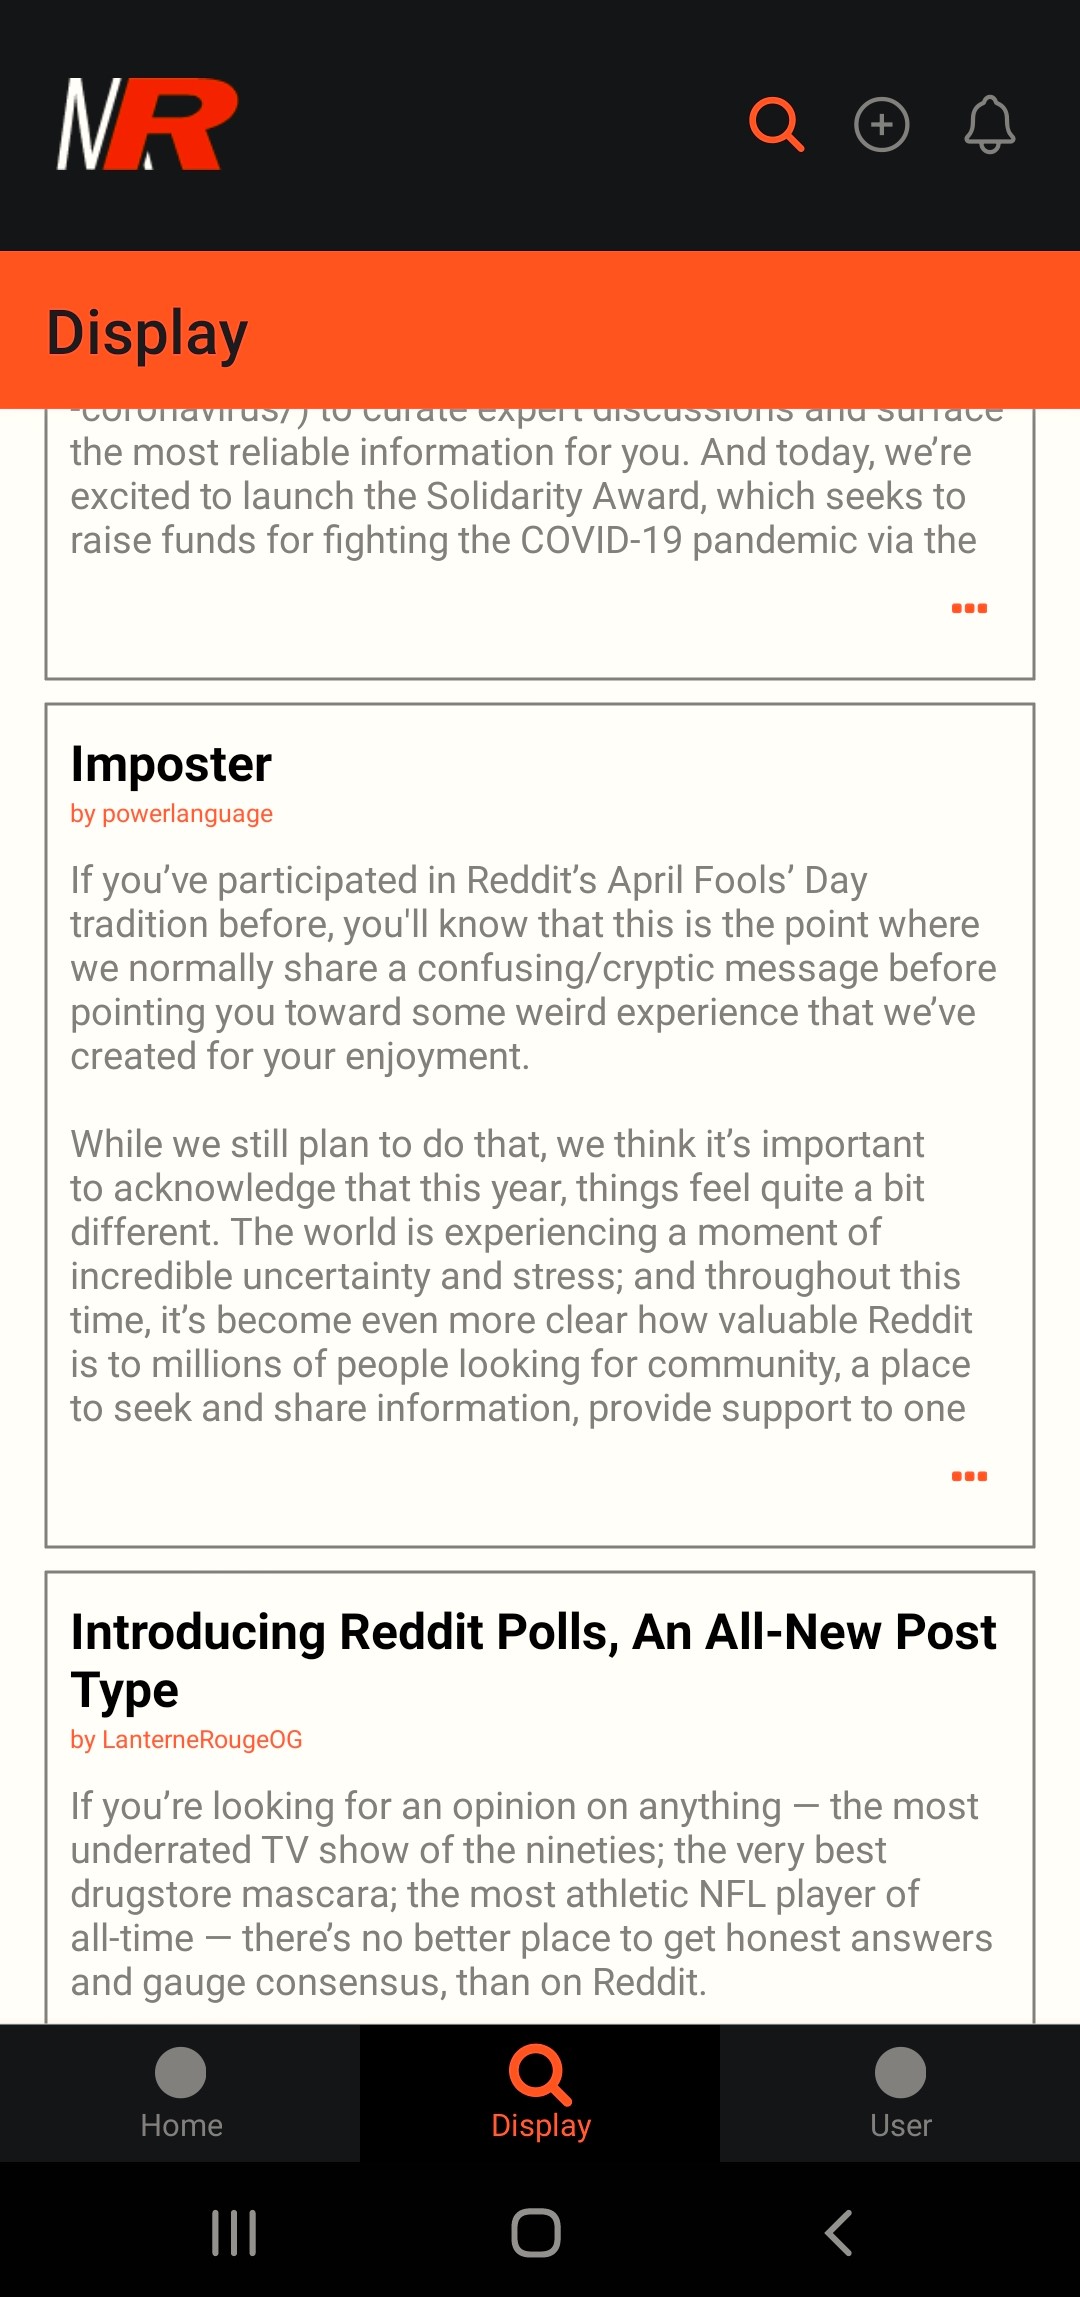 NR
Display
-coronavirus/) to curate expert discussions and surface
the most reliable information for you. And today, we’re
excited to launch the Solidarity Award, which seeks to
raise funds for fighting the COVID-19 pandemic via the
Imposter
by powerlanguage
If you’ve participated in Reddit’s April Fools’ Day
tradition before, you'll know that this is the point where
we normally share a confusing/cryptic message before
pointing you toward some weird experience that we’ve
created for your enjoyment.
While we still plan to do that, we think it’s important
to acknowledge that this year, things feel quite a bit
different. The world is experiencing a moment of
incredible uncertainty and stress; and throughout this
time, it’s become even more clear how valuable Reddit
is to millions of people looking for community, a place
to seek and share information, provide support to one
Introducing Reddit Polls, An All-New Post
Type
by LanterneRougeOG
If you’re looking for an opinion on anything — the most
underrated TV show of the nineties; the very best
drugstore mascara; the most athletic NFL player of
all-time — there’s no better place to get honest answers
and gauge consensus, than on Reddit.
Home
Display
User